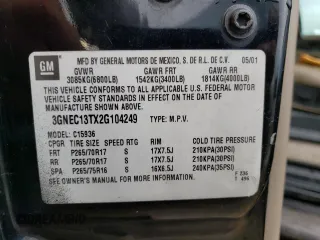 GM
MFD BY GENERAL MOTORS DE MEXICO, S. DE R.L. DE C.V. 05/01
GVWR GAWR FRT GAWR RR
3085KG(6800LB) 1542KG(3400LB) 1814KG(4000LB)
THIS VEHICLE CONFORMS TO ALL APPLICABLE U.S. FEDERAL MOTOR
VEHICLE SAFETY STANDARDS IN EFFECT ON THE DATE OF
MANUFACTURE SHOWN ABOVE.
3GNEC13TX2G104249 TYPE: M.P.V.
MODEL: C15936
CPGR TIRE SIZE SPEED RTG RIM COLD TIRE PRESSURE
FRT P265/70R17 S 17X7.5J 210KPA(30PSI)
RR P265/70R17 S 17X7.5J 210KPA(30PSI)
SPA P265/75R16 S 16X6.5J 240KPA(35PSI)
SEE OWNER'S MANUAL FOR ADDITIONAL INFORMATION.